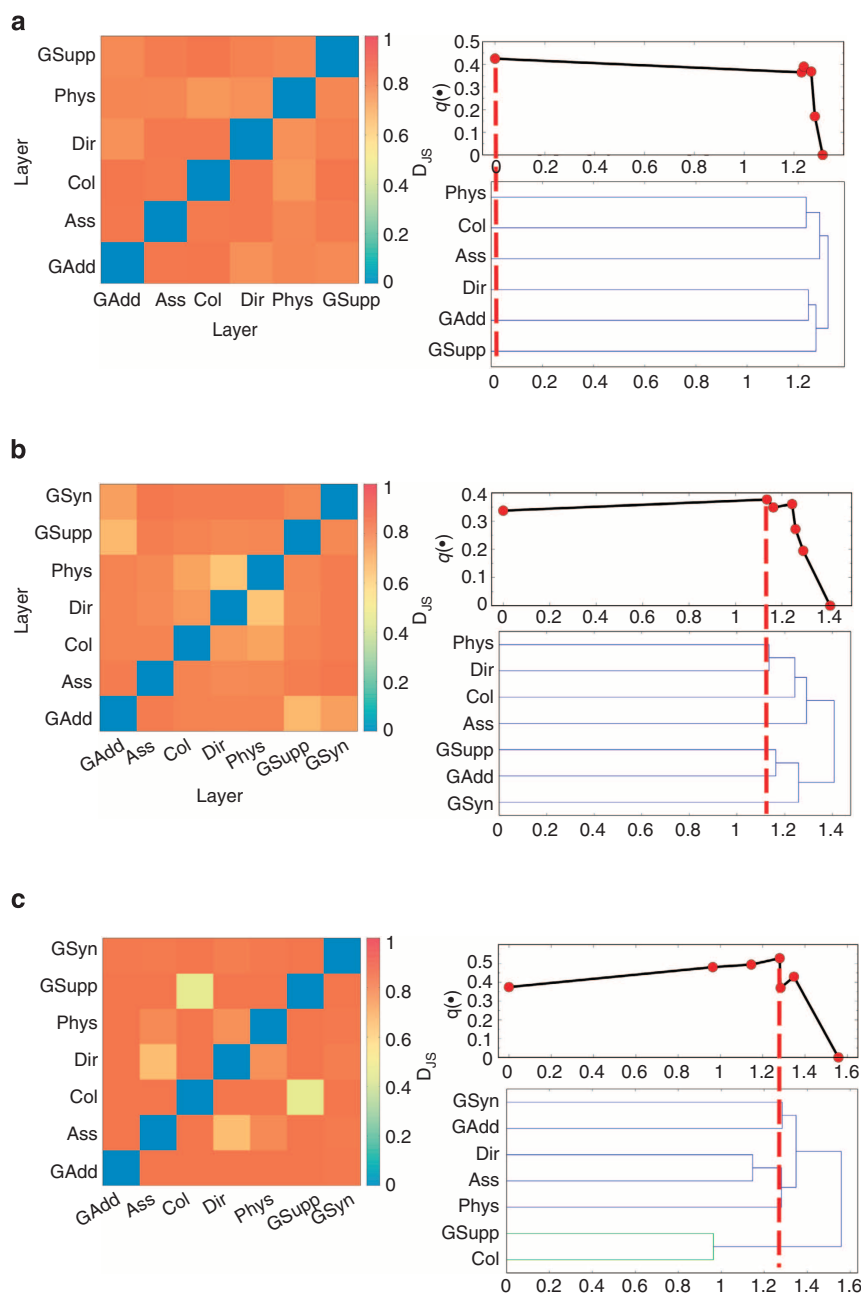 a
GSupp
Phys
Dir
Col
Ass
GAdd
Layer
GAdd Ass Col Dir Phys GSupp
Layer
1
0.8
0.6
0.4
0.2
0
D_JS
0.5
0.4
0.3
0.2
0.1
0
q(•)
0 0.2 0.4 0.6 0.8 1 1.2
Phys
Col
Ass
Dir
GAdd
GSupp
0 0.2 0.4 0.6 0.8 1 1.2
b
GSyn
GSupp
Phys
Dir
Col
Ass
GAdd
Layer
GAdd Ass Col Dir Phys GSupp GSyn
Layer
1
0.8
0.6
0.4
0.2
0
D_JS
0.4
0.3
0.2
0.1
0
q(•)
0 0.2 0.4 0.6 0.8 1 1.2 1.4
Phys
Dir
Col
Ass
GSupp
GAdd
GSyn
0 0.2 0.4 0.6 0.8 1 1.2 1.4
c
GSyn
GSupp
Phys
Dir
Col
Ass
GAdd
GAdd Ass Col Dir Phys GSupp GSyn
1
0.8
0.6
0.4
0.2
0
D_JS
0.5
0.4
0.3
0.2
0.1
0
q(•)
0 0.2 0.4 0.6 0.8 1 1.2 1.4 1.6
GSyn
GAdd
Dir
Ass
Phys
GSupp
Col
0 0.2 0.4 0.6 0.8 1 1.2 1.4 1.6